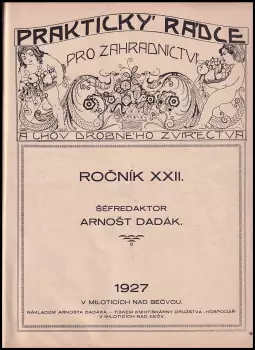 PRAKTICKÝ RÁDCE
PRO ZAHRADNICTVÍ
A CHOV DROBNÉHO ZVÍŘECTVA
ROČNÍK XXII.
ŠÉFREDAKTOR
ARNOŠT DADÁK.
1927
V MILOTICÍCH NAD BEČVOU.
NÁKLADEM ARNOŠTA DADÁKA. – TISKEM KNIHTISKÁRNY DRUŽSTVA „HOSPODÁŘ“
V MILOTICÍCH NAD BEČV.